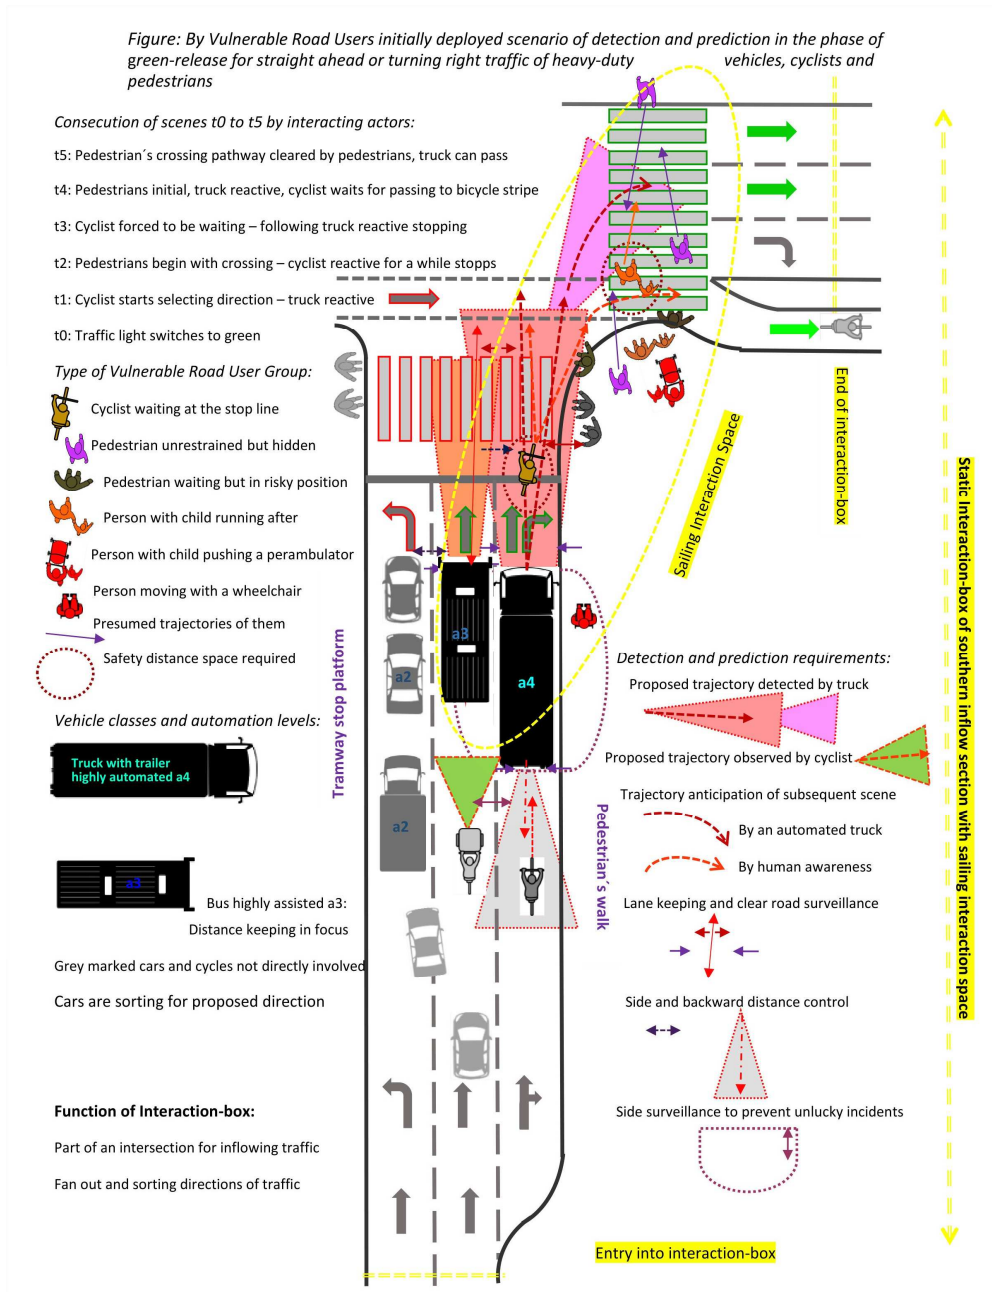 Figure: By Vulnerable Road Users initially deployed scenario of detection and prediction in the phase of
green-release for straight ahead or turning right traffic of heavy-duty vehicles, cyclists and
pedestrians
Consecution of scenes t0 to t5 by interacting actors:
t5: Pedestrian´s crossing pathway cleared by pedestrians, truck can pass
t4: Pedestrians initial, truck reactive, cyclist waits for passing to bicycle stripe
t3: Cyclist forced to be waiting – following truck reactive stopping
t2: Pedestrians begin with crossing – cyclist reactive for a while stopps
t1: Cyclist starts selecting direction – truck reactive
t0: Traffic light switches to green
Type of Vulnerable Road User Group:
Cyclist waiting at the stop line
Pedestrian unrestrained but hidden
Pedestrian waiting but in risky position
Person with child running after
Person with child pushing a perambulator
Person moving with a wheelchair
Presumed trajectories of them
Safety distance space required
Vehicle classes and automation levels:
Truck with trailer
highly automated a4
a3
Bus highly assisted a3:
Distance keeping in focus
Grey marked cars and cycles not directly involved
Cars are sorting for proposed direction
Function of Interaction-box:
Part of an intersection for inflowing traffic
Fan out and sorting directions of traffic
Tramway stop platform
a2
a3
a4
a2
Pedestrian´s walk
Sailing Interaction Space
End of interaction-box
Static Interaction-box of southern inflow section with sailing interaction space
Detection and prediction requirements:
Proposed trajectory detected by truck
Proposed trajectory observed by cyclist
Trajectory anticipation of subsequent scene
By an automated truck
By human awareness
Lane keeping and clear road surveillance
Side and backward distance control
Side surveillance to prevent unlucky incidents
Entry into interaction-box